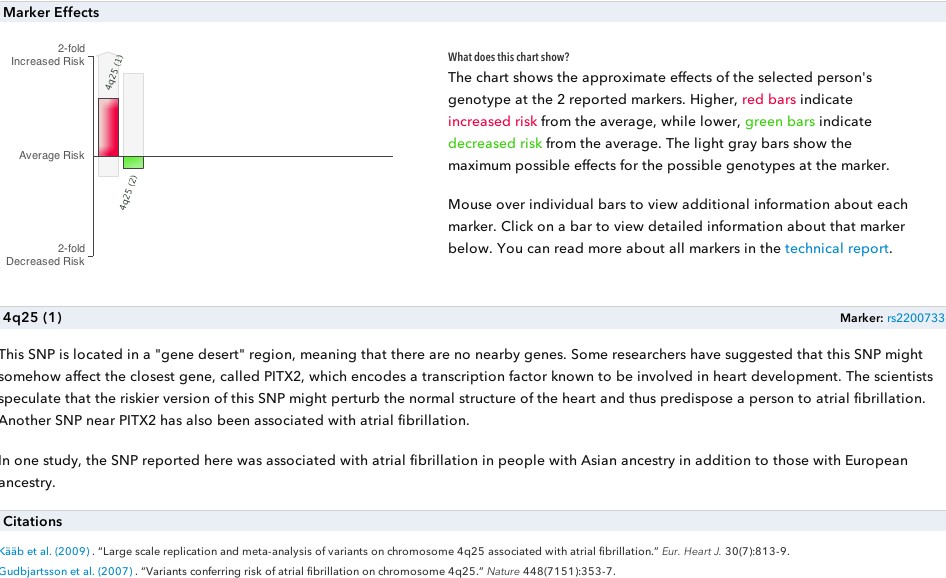 Marker Effects
2-fold
Increased Risk
4q25 (1)
Average Risk
4q25 (2)
2-fold
Decreased Risk
What does this chart show?
The chart shows the approximate effects of the selected person's
genotype at the 2 reported markers. Higher, red bars indicate
increased risk from the average, while lower, green bars indicate
decreased risk from the average. The light gray bars show the
maximum possible effects for the possible genotypes at the marker.
Mouse over individual bars to view additional information about each
marker. Click on a bar to view detailed information about that marker
below. You can read more about all markers in the technical report.
4q25 (1)
Marker: rs2200733
This SNP is located in a "gene desert" region, meaning that there are no nearby genes. Some researchers have suggested that this SNP might
somehow affect the closest gene, called PITX2, which encodes a transcription factor known to be involved in heart development. The scientists
speculate that the riskier version of this SNP might perturb the normal structure of the heart and thus predispose a person to atrial fibrillation.
Another SNP near PITX2 has also been associated with atrial fibrillation.
In one study, the SNP reported here was associated with atrial fibrillation in people with Asian ancestry in addition to those with European
ancestry.
Citations
Kääb et al. (2009) . “Large scale replication and meta-analysis of variants on chromosome 4q25 associated with atrial fibrillation.” Eur. Heart J. 30(7):813-9.
Gudbjartsson et al. (2007) . “Variants conferring risk of atrial fibrillation on chromosome 4q25.” Nature 448(7151):353-7.